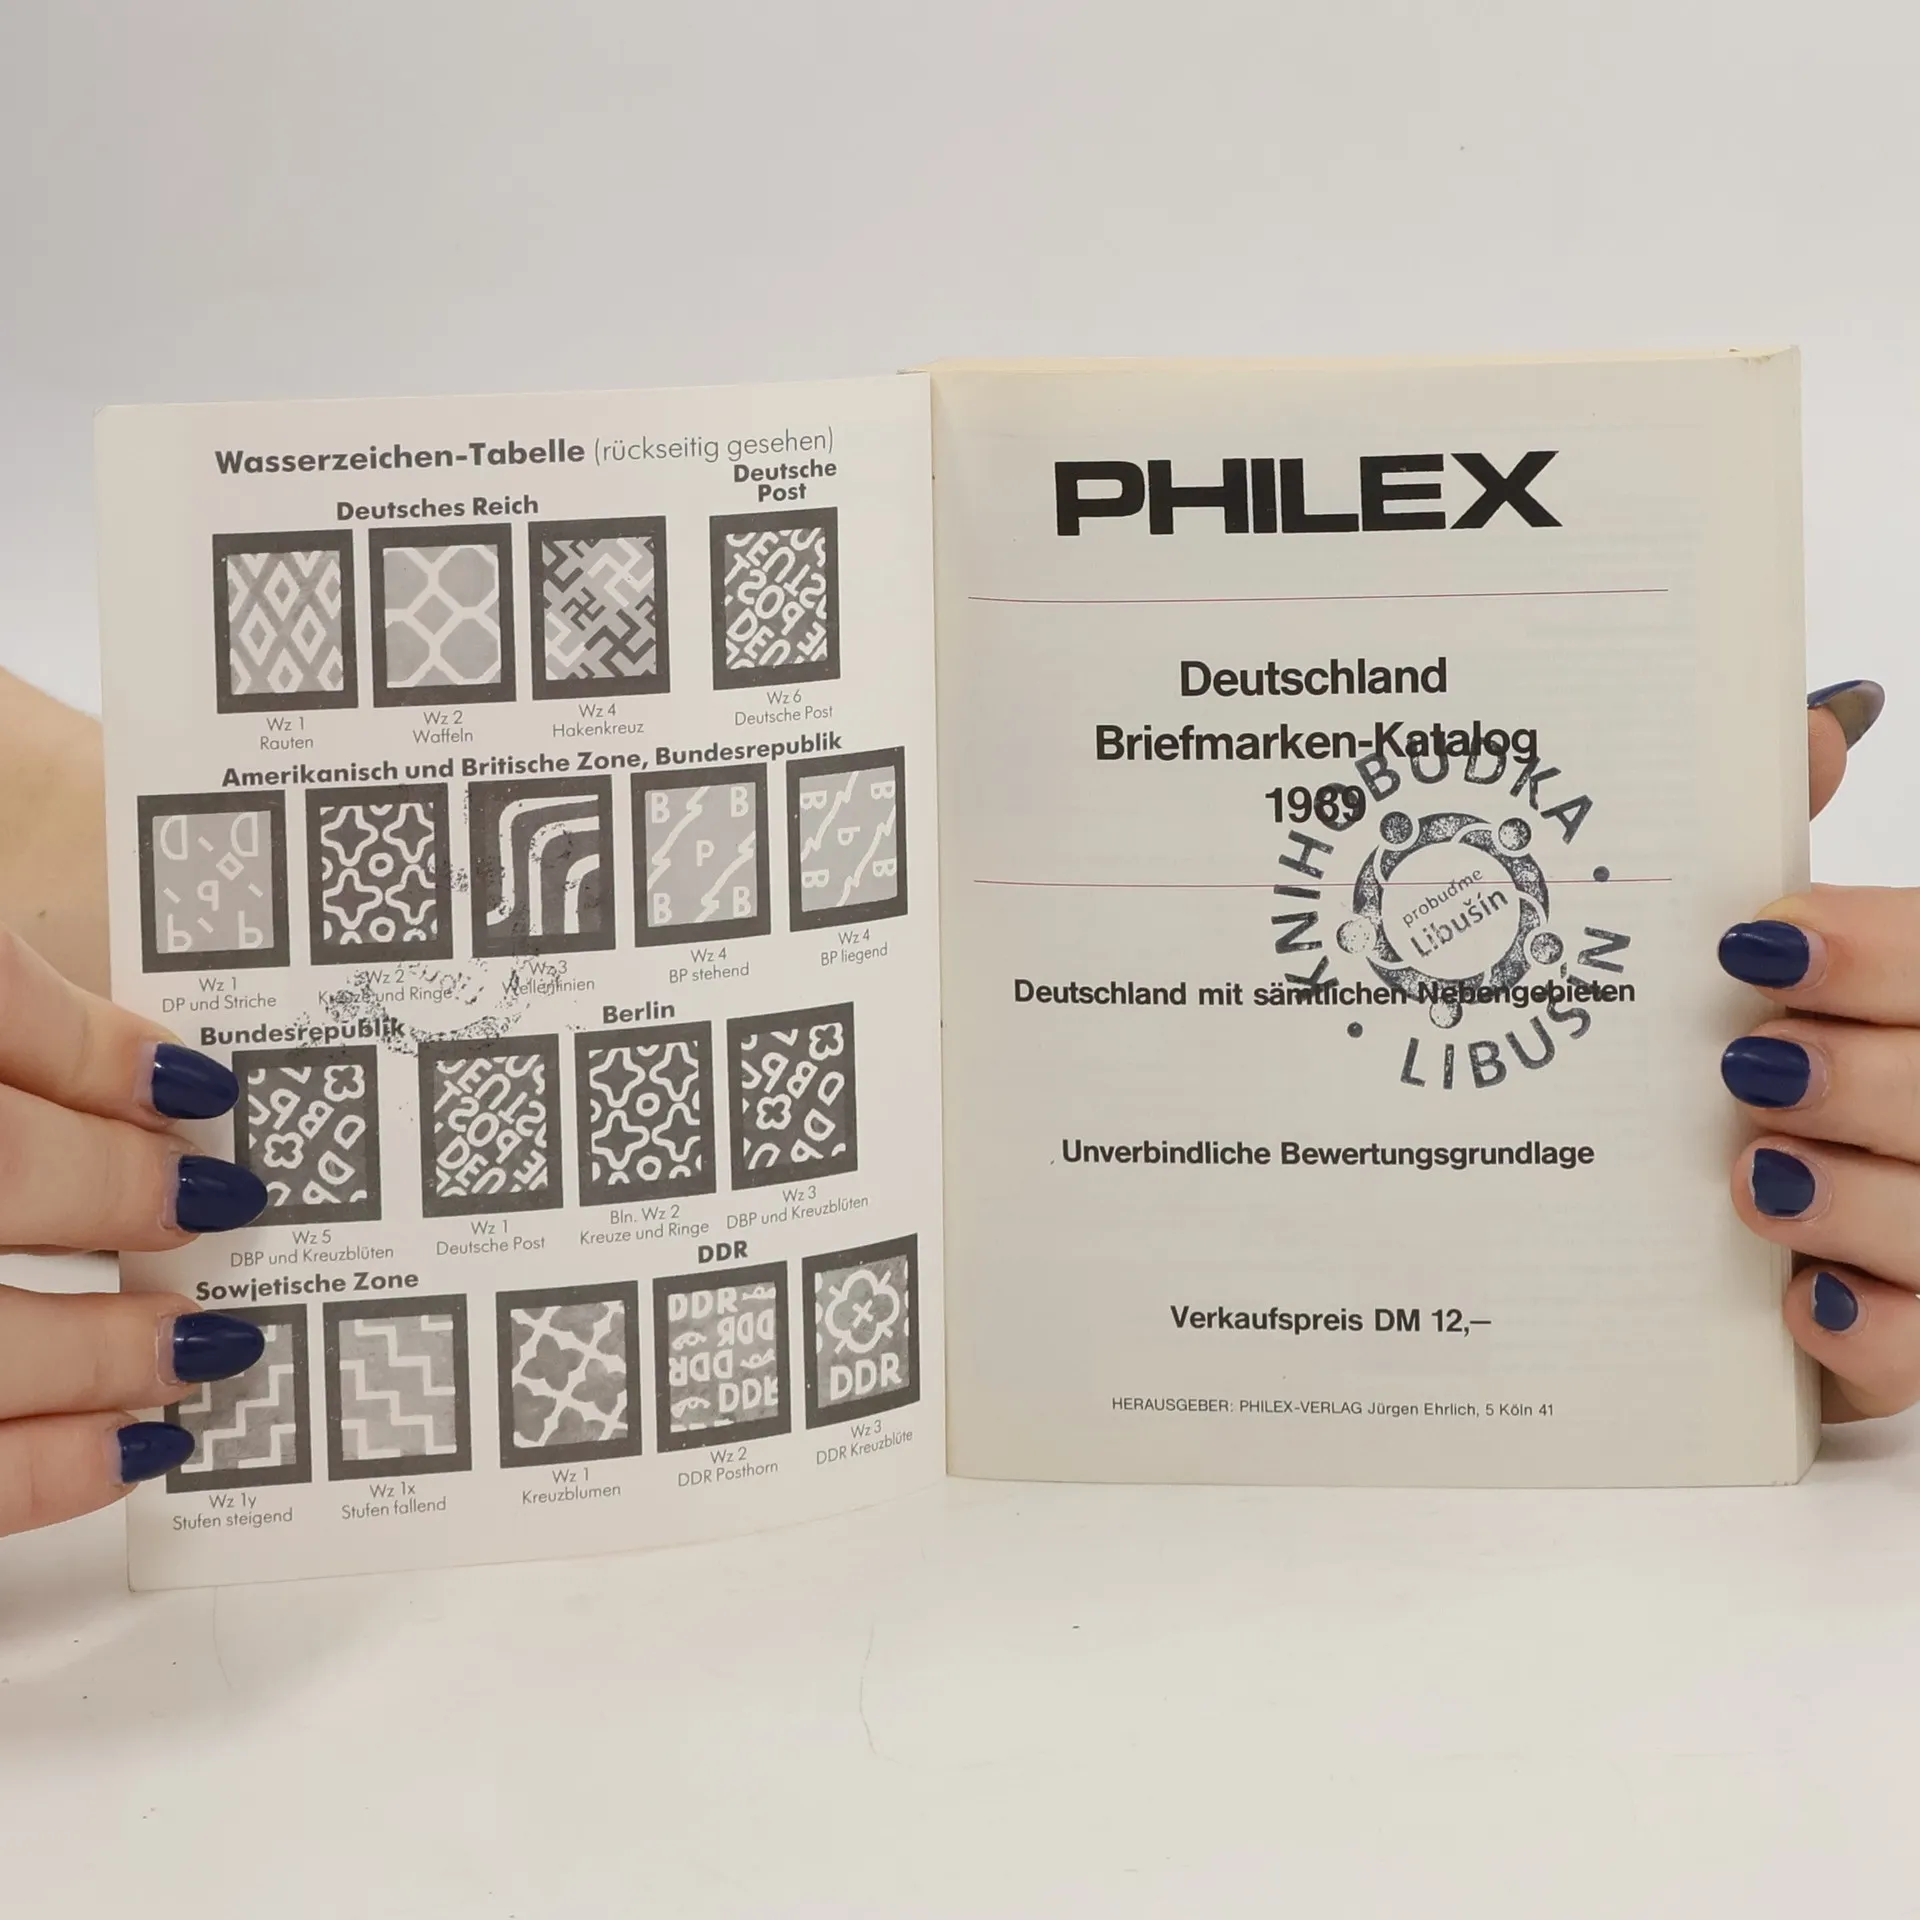 Wasserzeichen-Tabelle (rückseitig gesehen)
Deutsches Reich
Deutsche
Post
Wz 1
Rauten
Wz 2
Waffeln
Wz 4
Hakenkreuz
Wz 6
Deutsche Post
Amerikanisch und Britische Zone, Bundesrepublik
Wz 1
DP und Striche
Wz 2
Kreuze und Ringe
Wz 3
Wellenlinien
Wz 4
BP stehend
Wz 4
BP liegend
Bundesrepublik
Berlin
Wz 5
DBP und Kreuzblüten
Wz 1
Deutsche Post
Bln. Wz 2
Kreuze und Ringe
Wz 3
DBP und Kreuzblüten
Sowjetische Zone
DDR
DDR
Wz 1y
Stufen steigend
Wz 1x
Stufen fallend
Wz 1
Kreuzblumen
Wz 2
DDR Posthorn
Wz 3
DDR Kreuzblüte
PHILEX
Deutschland
Briefmarken-Katalog
1989
KNIHOBUDKA • LIBUŠÍN •
probuďme
Libušín
Deutschland mit sämtlichen Nebengebieten
Unverbindliche Bewertungsgrundlage
Verkaufspreis DM 12,—
HERAUSGEBER: PHILEX-VERLAG Jürgen Ehrlich, 5 Köln 41